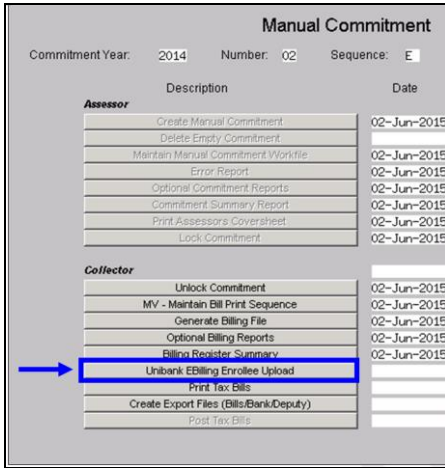 Manual Commitment
Commitment Year: 2014 Number: 02 Sequence: E
Description Date
Assessor
Create Manual Commitment 02-Jun-2015
Delete Empty Commitment
Maintain Manual Commitment Workfile 02-Jun-2015
Error Report 02-Jun-2015
Optional Commitment Reports 02-Jun-2015
Commitment Summary Report 02-Jun-2015
Print Assessors Coversheet 02-Jun-2015
Lock Commitment 02-Jun-2015
Collector
Unlock Commitment 02-Jun-2015
MV - Maintain Bill Print Sequence 02-Jun-2015
Generate Billing File 02-Jun-2015
Optional Billing Reports 02-Jun-2015
Billing Register Summary 02-Jun-2015
Unibank EBilling Enrollee Upload
Print Tax Bills
Create Export Files (Bills/Bank/Deputy)
Post Tax Bills